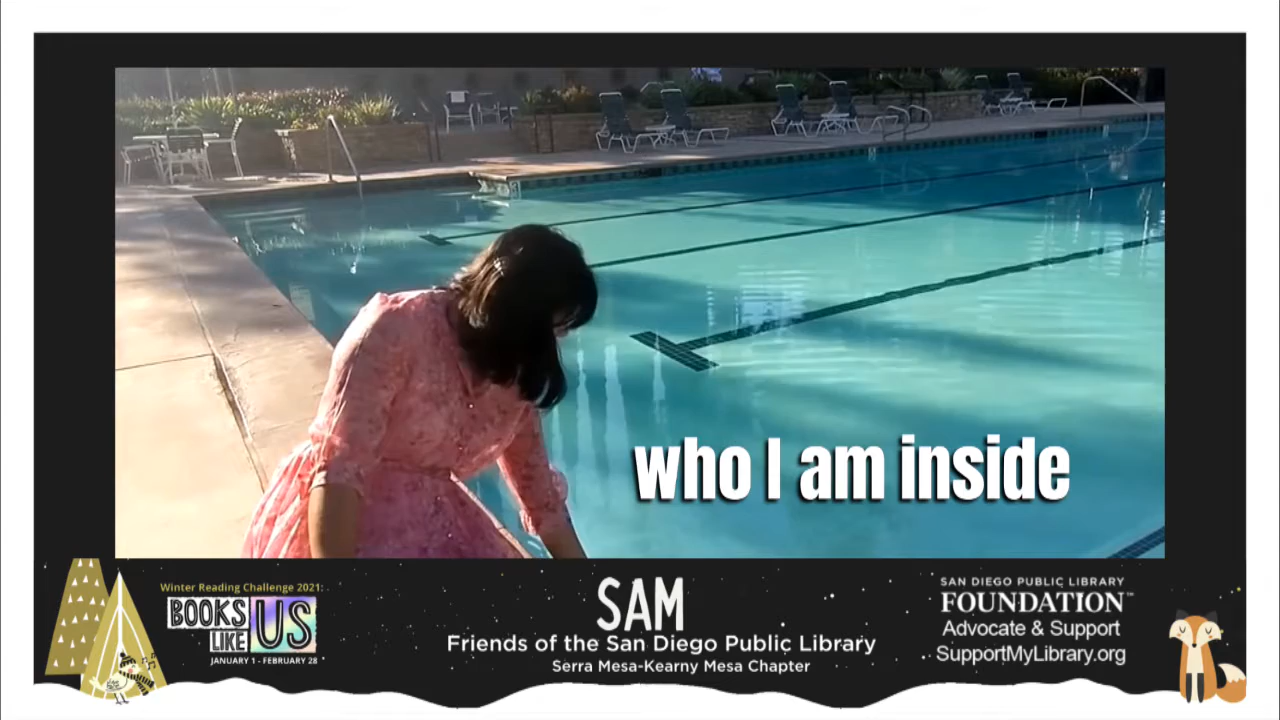 who I am inside
Winter Reading Challenge 2021:
BOOKS
LIKE
US
JANUARY 1 - FEBRUARY 28
SAM
Friends of the San Diego Public Library
Serra Mesa-Kearny Mesa Chapter
SAN DIEGO PUBLIC LIBRARY
FOUNDATION™
Advocate & Support
SupportMyLibrary.org